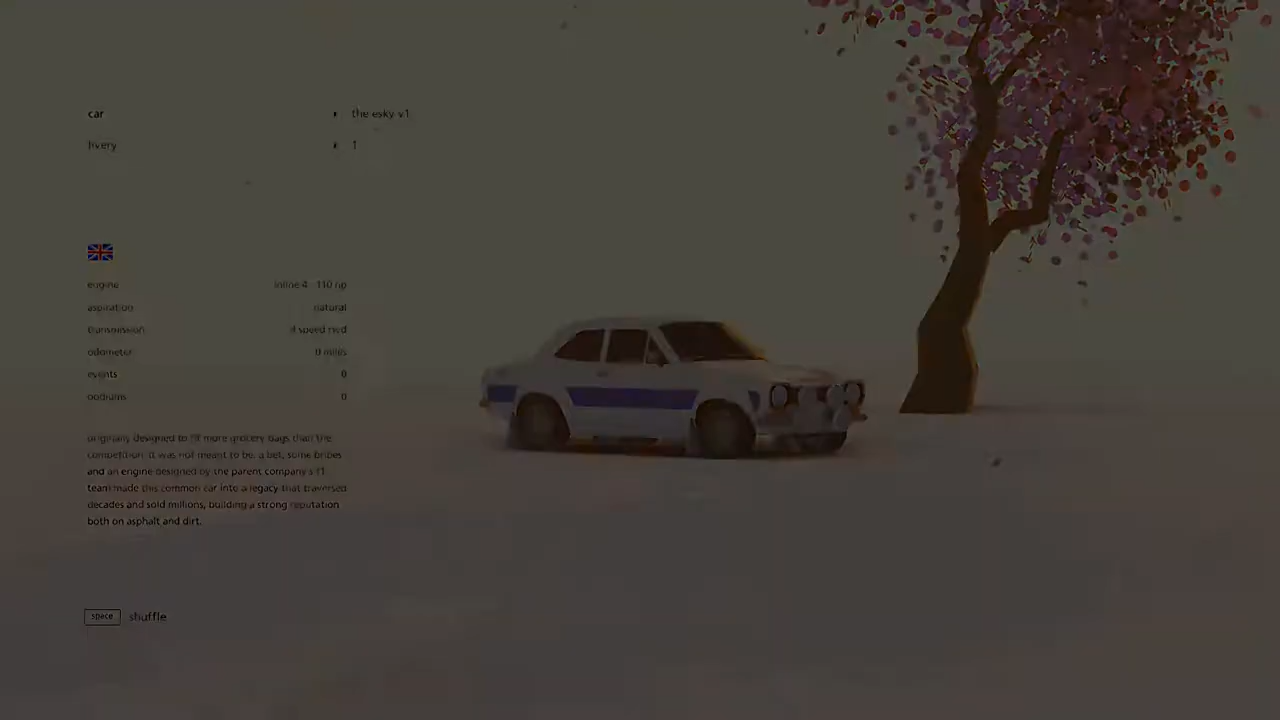 car the esky v1
livery 1
engine inline 4 110 hp
aspiration natural
transmission 4 speed rwd
odometer 0 miles
events 0
podiums 0
originally designed to fit more grocery bags than the
competition. it was not meant to be. a bet, some bribes
and an engine designed by the parent company's f1
team made this common car into a legacy that traversed
decades and sold millions, building a strong reputation
both on asphalt and dirt.
space shuffle